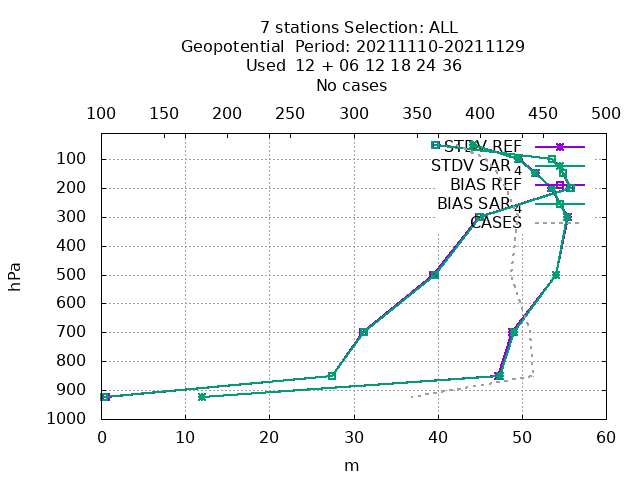 7 stations Selection: ALL
Geopotential  Period: 20211110-20211129
Used  12 + 06 12 18 24 36
No cases
100 150 200 250 300 350 400 450 500
STDV REF
STDV SAR 4
BIAS REF
BIAS SAR 4
CASES
100
200
300
400
500
600
700
800
900
1000
hPa
0 10 20 30 40 50 60
m